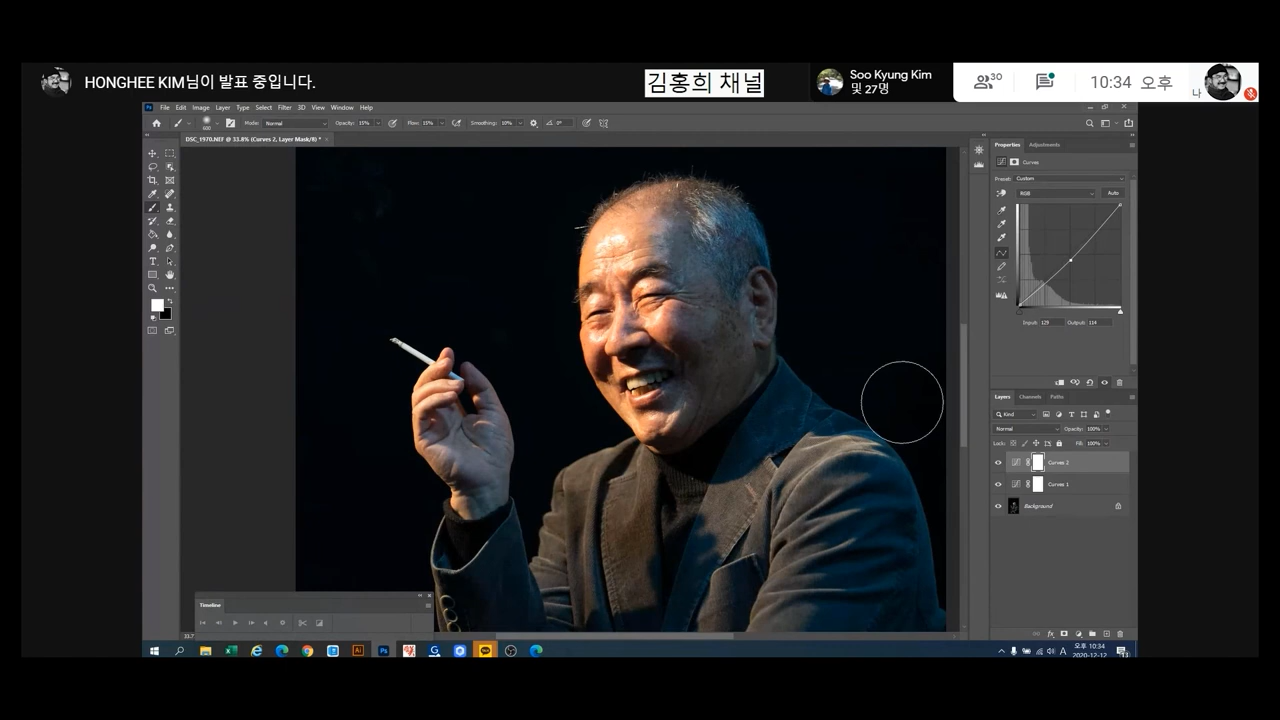 HONGHEE KIM님이 발표 중입니다.
김홍희 채널
Soo Kyung Kim
및 27명
30
10:34 오후
나
File Edit Image Layer Type Select Filter 3D View Window Help
Mode: Normal Opacity: 15% Flow: 15% Smoothing: 10% 0°
DSC_1970.NEF @ 33.8% (Curves 2, Layer Mask/8) *
Properties Adjustments
Curves
Preset: Custom
RGB Auto
Input: 129 Output: 114
Layers Channels Paths
Kind
Normal Opacity: 100%
Lock: Fill: 100%
Curves 2
Curves 1
Background
Timeline
33.7
오후 10:34
2020-12-12